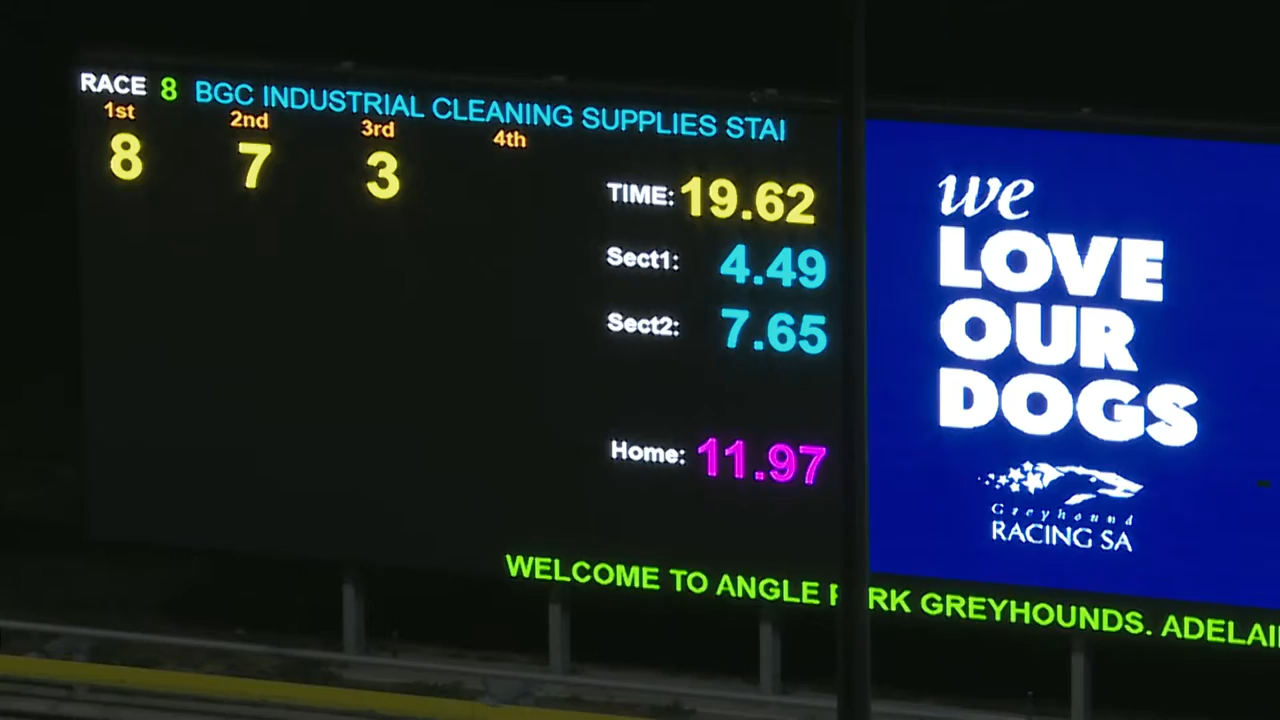 RACE 8 BGC INDUSTRIAL CLEANING SUPPLIES STAI
1st 2nd 3rd 4th
8 7 3
TIME: 19.62
Sect1: 4.49
Sect2: 7.65
Home: 11.97
we
LOVE
OUR
DOGS
Greyhound
RACING SA
WELCOME TO ANGLE P RK GREYHOUNDS. ADELAI